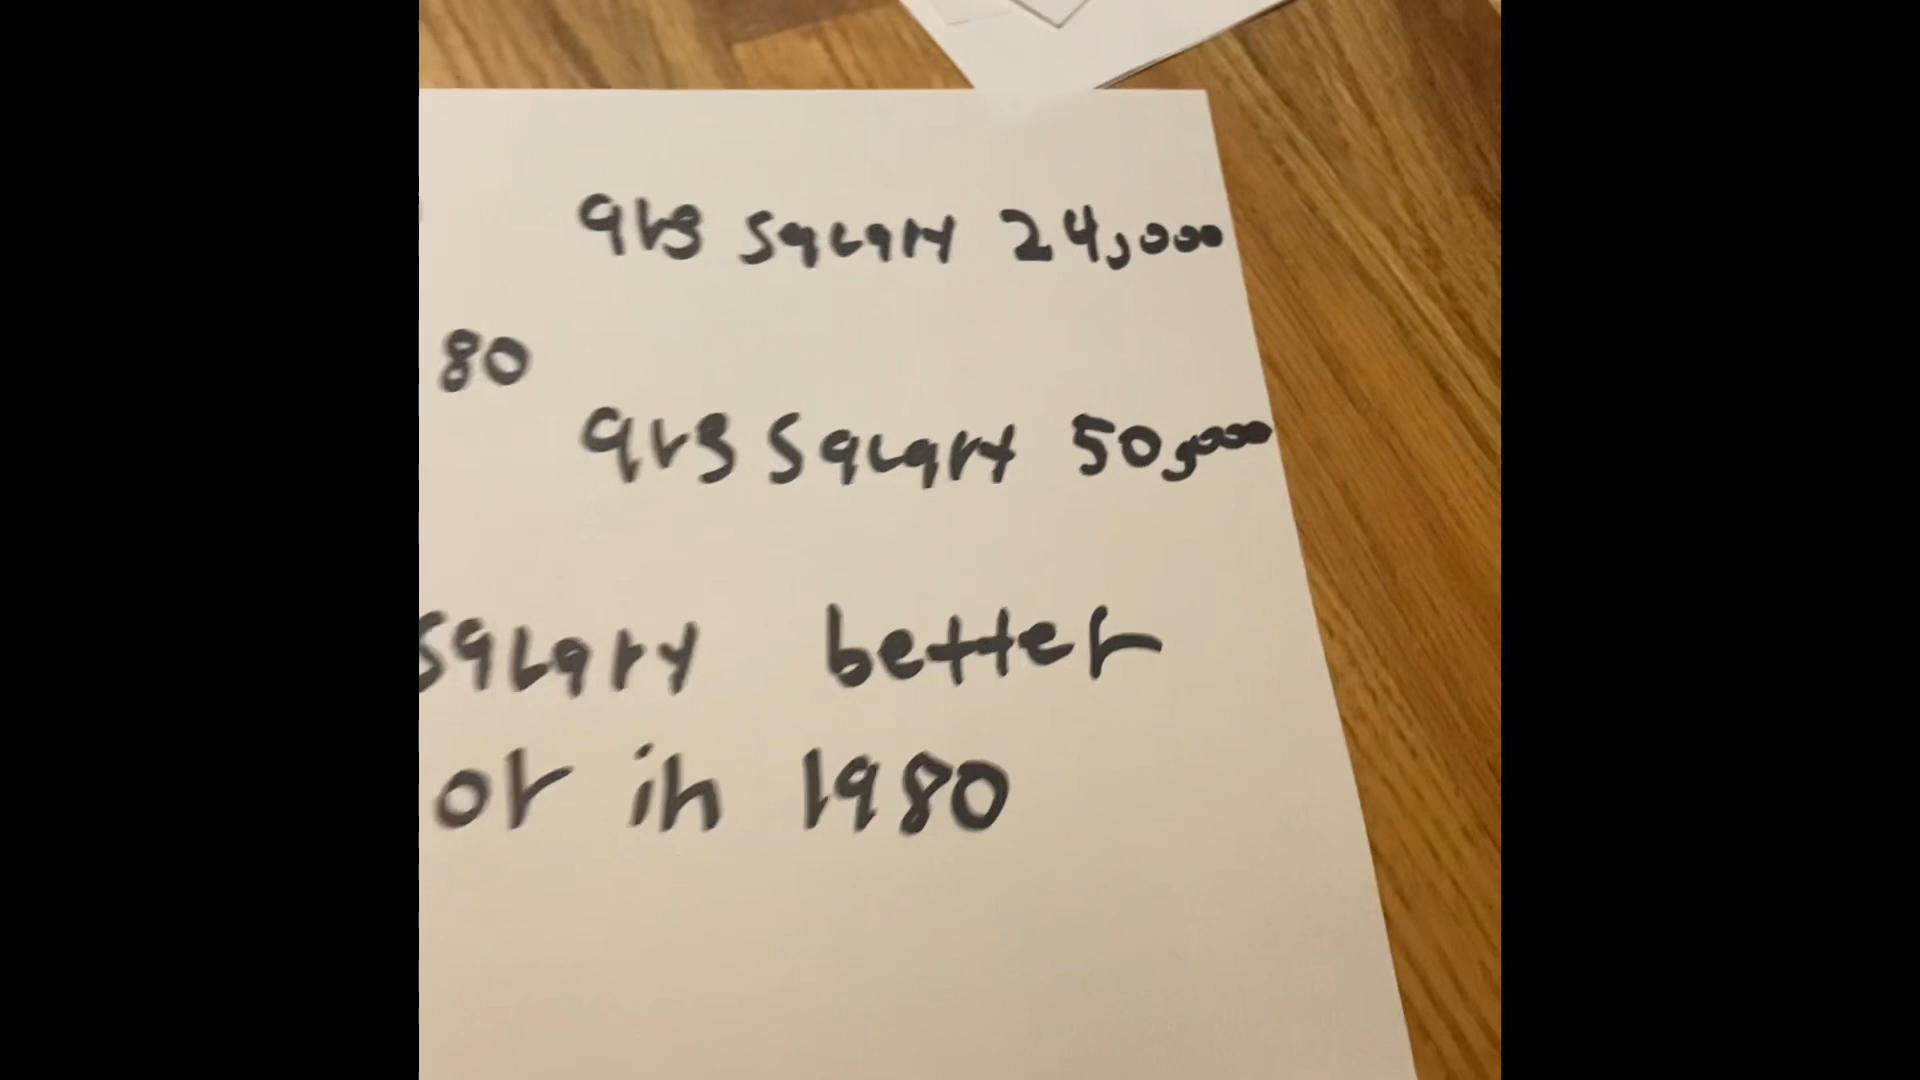 avg salary 24,000
80
avg salary 50,000
salary better
or in 1980